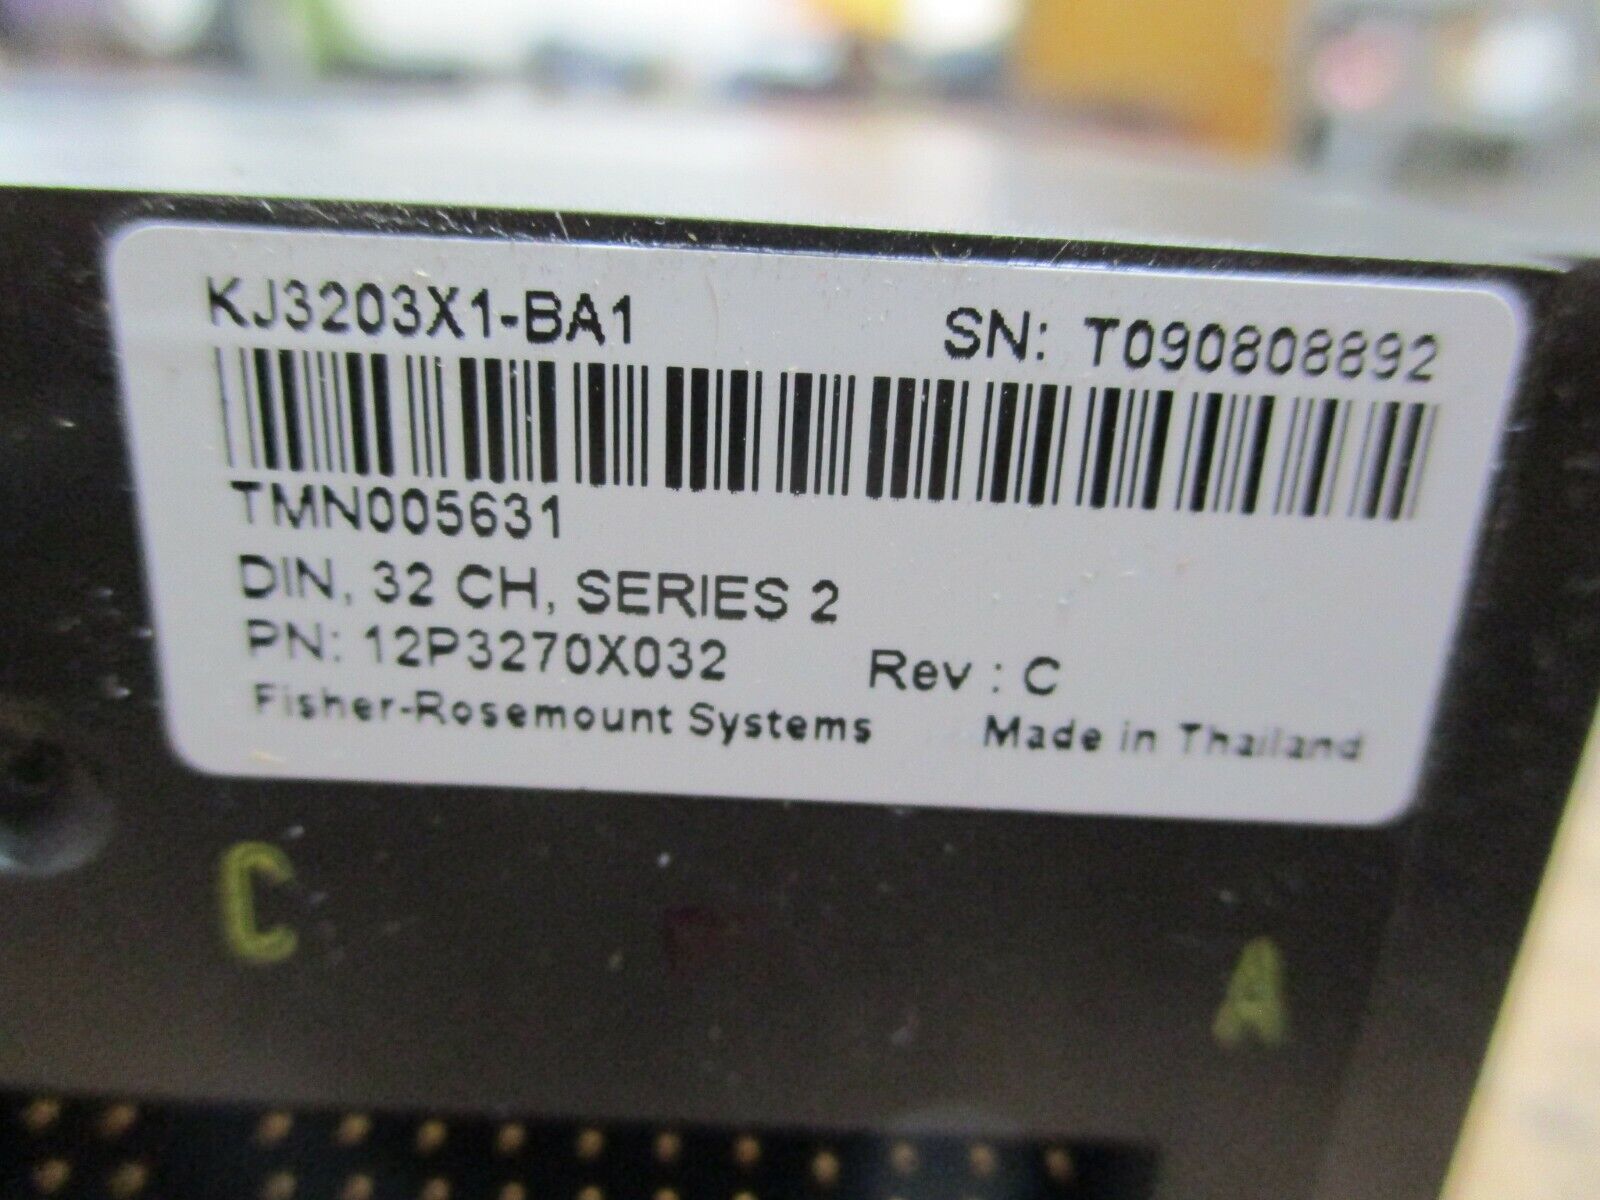 KJ3203X1-BA1 SN: T090808892
TMN005631
DIN, 32 CH, SERIES 2
PN: 12P3270X032 Rev : C
Fisher-Rosemount Systems Made in Thailand
C A